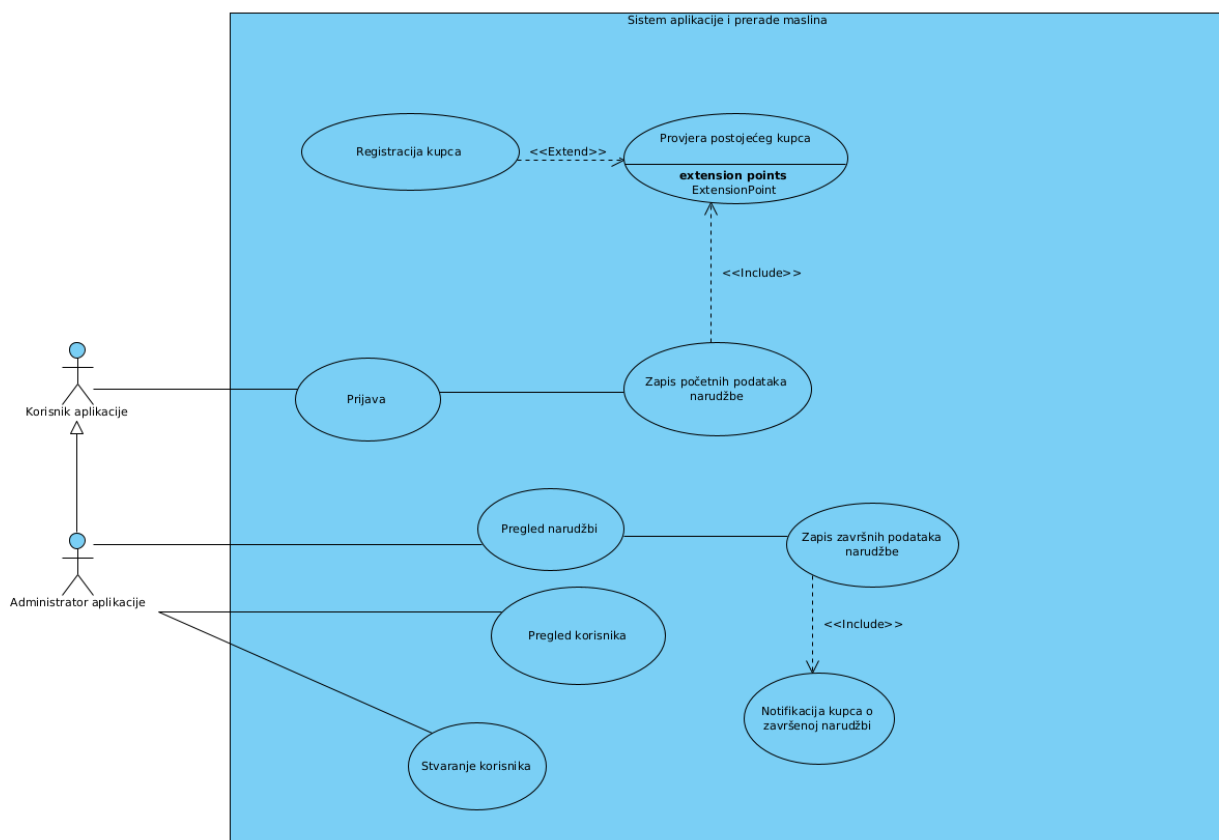 Sistem aplikacije i prerade maslina
Registracija kupca
<<Extend>>
Provjera postojećeg kupca
extension points
ExtensionPoint
<<Include>>
Korisnik aplikacije
Prijava
Zapis početnih podataka
narudžbe
Administrator aplikacije
Pregled narudžbi
Zapis završnih podataka
narudžbe
<<Include>>
Pregled korisnika
Notifikacija kupca o
završenoj narudžbi
Stvaranje korisnika